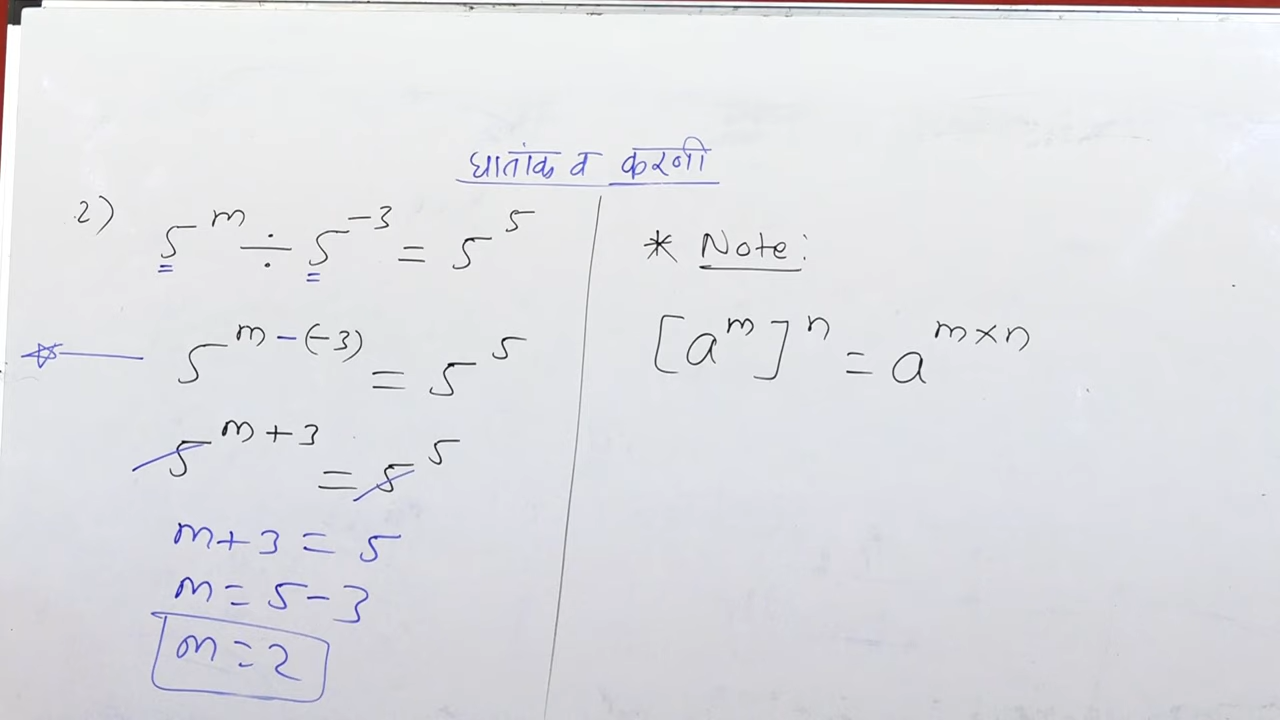 घातांक व करणी
2) 5^m ÷ 5^-3 = 5^5
5^m-(-3) = 5^5
5^m+3 = 5^5
m+3 = 5
m = 5-3
m = 2
* Note:
[a^m]^n = a^m×n